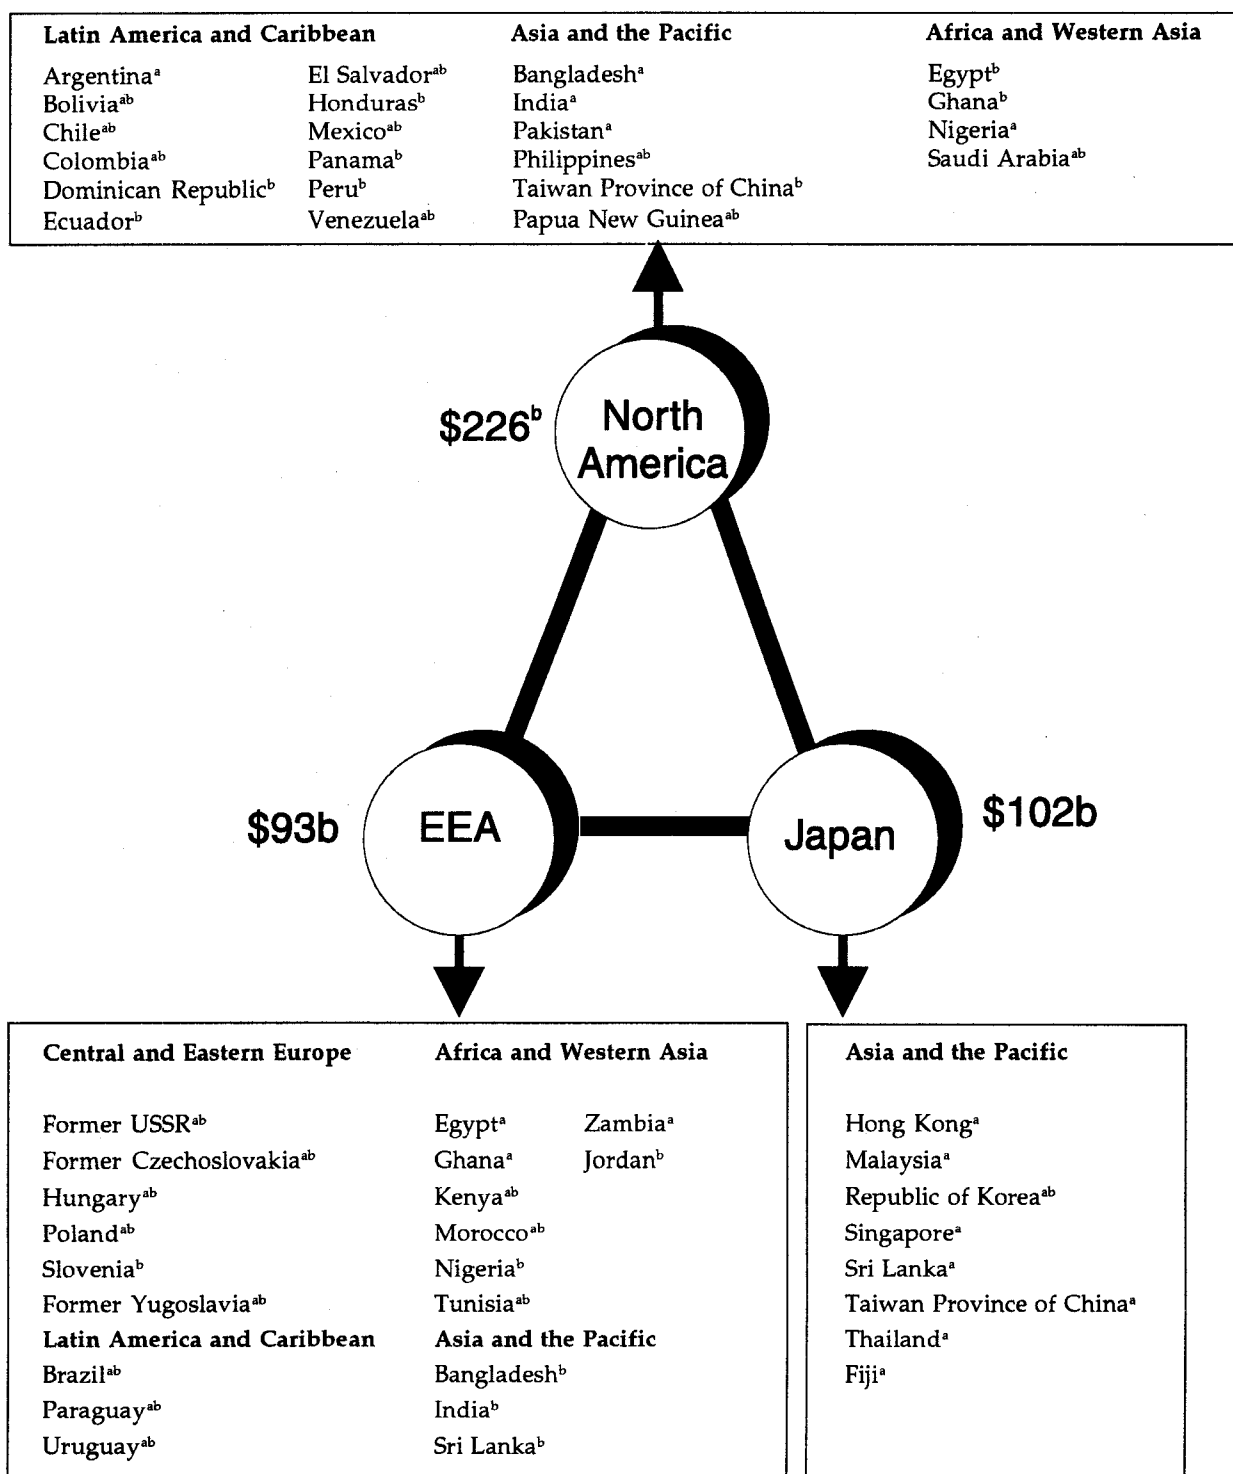 Latin America and Caribbean
Argentinaᵃ
Boliviaᵃᵇ
Chileᵃᵇ
Colombiaᵃᵇ
Dominican Republicᵇ
Ecuadorᵇ
El Salvadorᵃᵇ
Hondurasᵇ
Mexicoᵃᵇ
Panamaᵇ
Peruᵇ
Venezuelaᵃᵇ
Asia and the Pacific
Bangladeshᵃ
Indiaᵃ
Pakistanᵃ
Philippinesᵃᵇ
Taiwan Province of Chinaᵇ
Papua New Guineaᵃᵇ
Africa and Western Asia
Egyptᵇ
Ghanaᵇ
Nigeriaᵃ
Saudi Arabiaᵃᵇ
$226ᵇ
North
America
$93b
EEA
Japan
$102b
Central and Eastern Europe
Former USSRᵃᵇ
Former Czechoslovakiaᵃᵇ
Hungaryᵃᵇ
Polandᵃᵇ
Sloveniaᵇ
Former Yugoslaviaᵃᵇ
Latin America and Caribbean
Brazilᵃᵇ
Paraguayᵃᵇ
Uruguayᵃᵇ
Africa and Western Asia
Egyptᵃ
Ghanaᵃ
Kenyaᵃᵇ
Moroccoᵃᵇ
Nigeriaᵇ
Tunisiaᵃᵇ
Zambiaᵃ
Jordanᵇ
Asia and the Pacific
Bangladeshᵇ
Indiaᵇ
Sri Lankaᵇ
Asia and the Pacific
Hong Kongᵃ
Malaysiaᵃ
Republic of Koreaᵃᵇ
Singaporeᵃ
Sri Lankaᵃ
Taiwan Province of Chinaᵃ
Thailandᵃ
Fijiᵃ